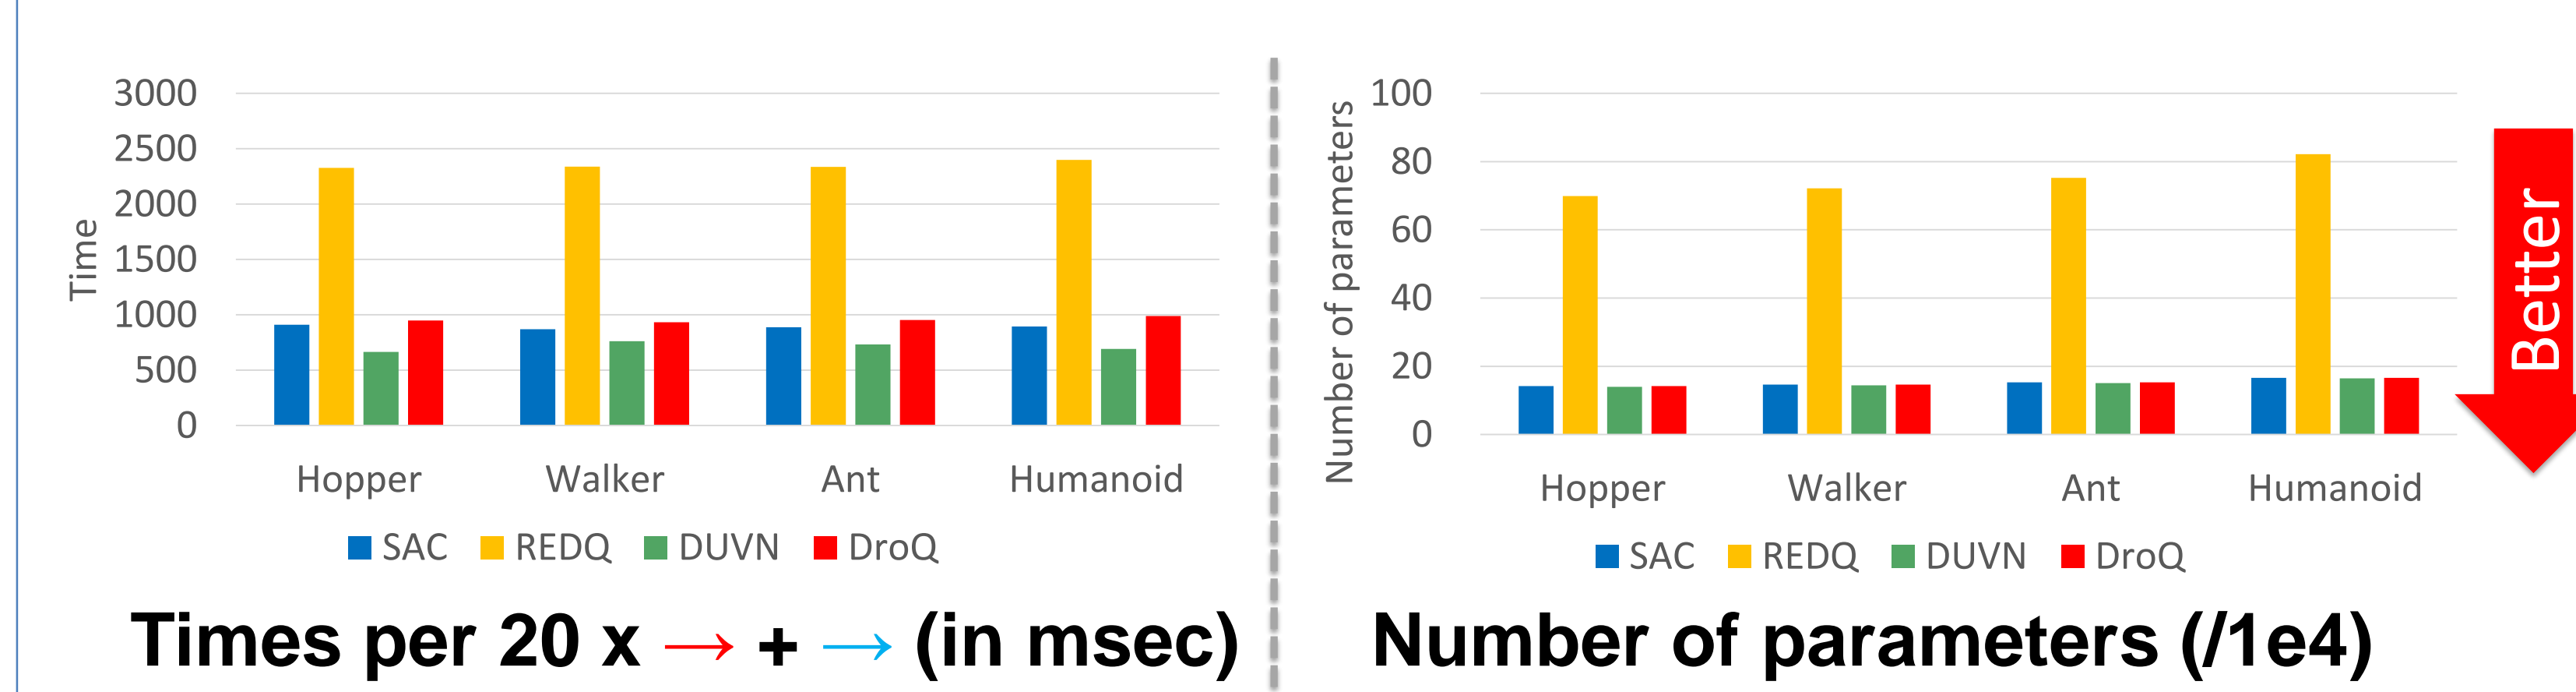 3000
2500
2000
1500
1000
500
0
Time
Hopper Walker Ant Humanoid
SAC REDQ DUVN DroQ
Times per 20 x → + → (in msec)
100
80
60
40
20
0
Number of parameters
Hopper Walker Ant Humanoid
SAC REDQ DUVN DroQ
Number of parameters (/1e4)
Better